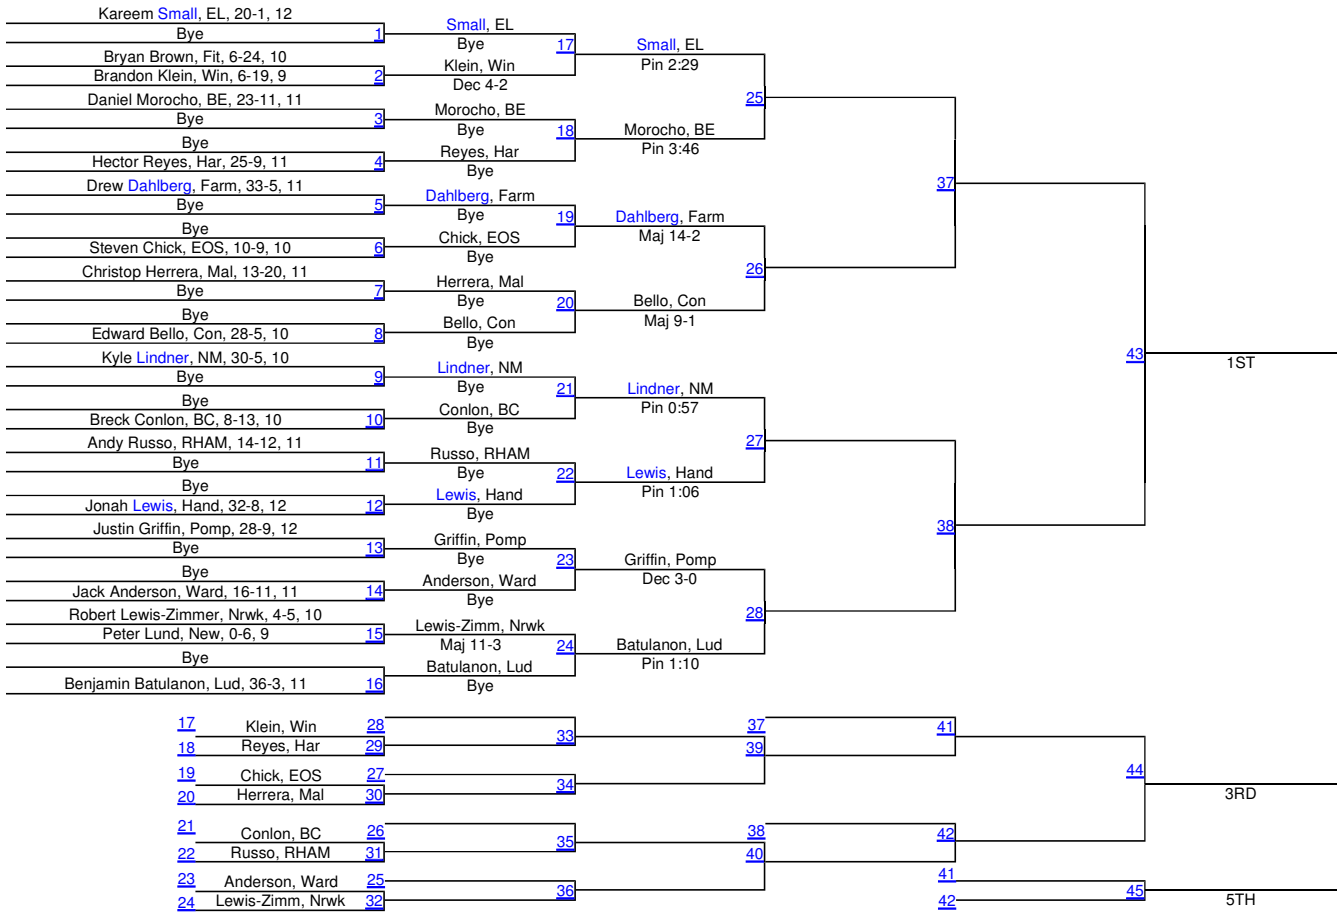 Kareem Small, EL, 20-1, 12
Bye
1
Bryan Brown, Fit, 6-24, 10
Brandon Klein, Win, 6-19, 9
2
Daniel Morocho, BE, 23-11, 11
Bye
3
Bye
Hector Reyes, Har, 25-9, 11
4
Drew Dahlberg, Farm, 33-5, 11
Bye
5
Bye
Steven Chick, EOS, 10-9, 10
6
Christop Herrera, Mal, 13-20, 11
Bye
7
Bye
Edward Bello, Con, 28-5, 10
8
Kyle Lindner, NM, 30-5, 10
Bye
9
Bye
Breck Conlon, BC, 8-13, 10
10
Andy Russo, RHAM, 14-12, 11
Bye
11
Bye
Jonah Lewis, Hand, 32-8, 12
12
Justin Griffin, Pomp, 28-9, 12
Bye
13
Bye
Jack Anderson, Ward, 16-11, 11
14
Robert Lewis-Zimmer, Nrwk, 4-5, 10
Peter Lund, New, 0-6, 9
15
Bye
Benjamin Batulanon, Lud, 36-3, 11
16
Small, EL
Bye
17
Klein, Win
Dec 4-2
Morocho, BE
Bye
18
Reyes, Har
Bye
Dahlberg, Farm
Bye
19
Chick, EOS
Bye
Herrera, Mal
Bye
20
Bello, Con
Bye
Lindner, NM
Bye
21
Conlon, BC
Bye
Russo, RHAM
Bye
22
Lewis, Hand
Bye
Griffin, Pomp
Bye
23
Anderson, Ward
Bye
Lewis-Zimm, Nrwk
Maj 11-3
24
Batulanon, Lud
Bye
Small, EL
Pin 2:29
25
Morocho, BE
Pin 3:46
Dahlberg, Farm
Maj 14-2
26
Bello, Con
Maj 9-1
Lindner, NM
Pin 0:57
27
Lewis, Hand
Pin 1:06
Griffin, Pomp
Dec 3-0
28
Batulanon, Lud
Pin 1:10
37
38
43
1ST
17
Klein, Win
28
18
Reyes, Har
29
19
Chick, EOS
27
20
Herrera, Mal
30
21
Conlon, BC
26
22
Russo, RHAM
31
23
Anderson, Ward
25
24
Lewis-Zimm, Nrwk
32
33
34
35
36
37
39
38
40
41
42
44
3RD
41
42
45
5TH